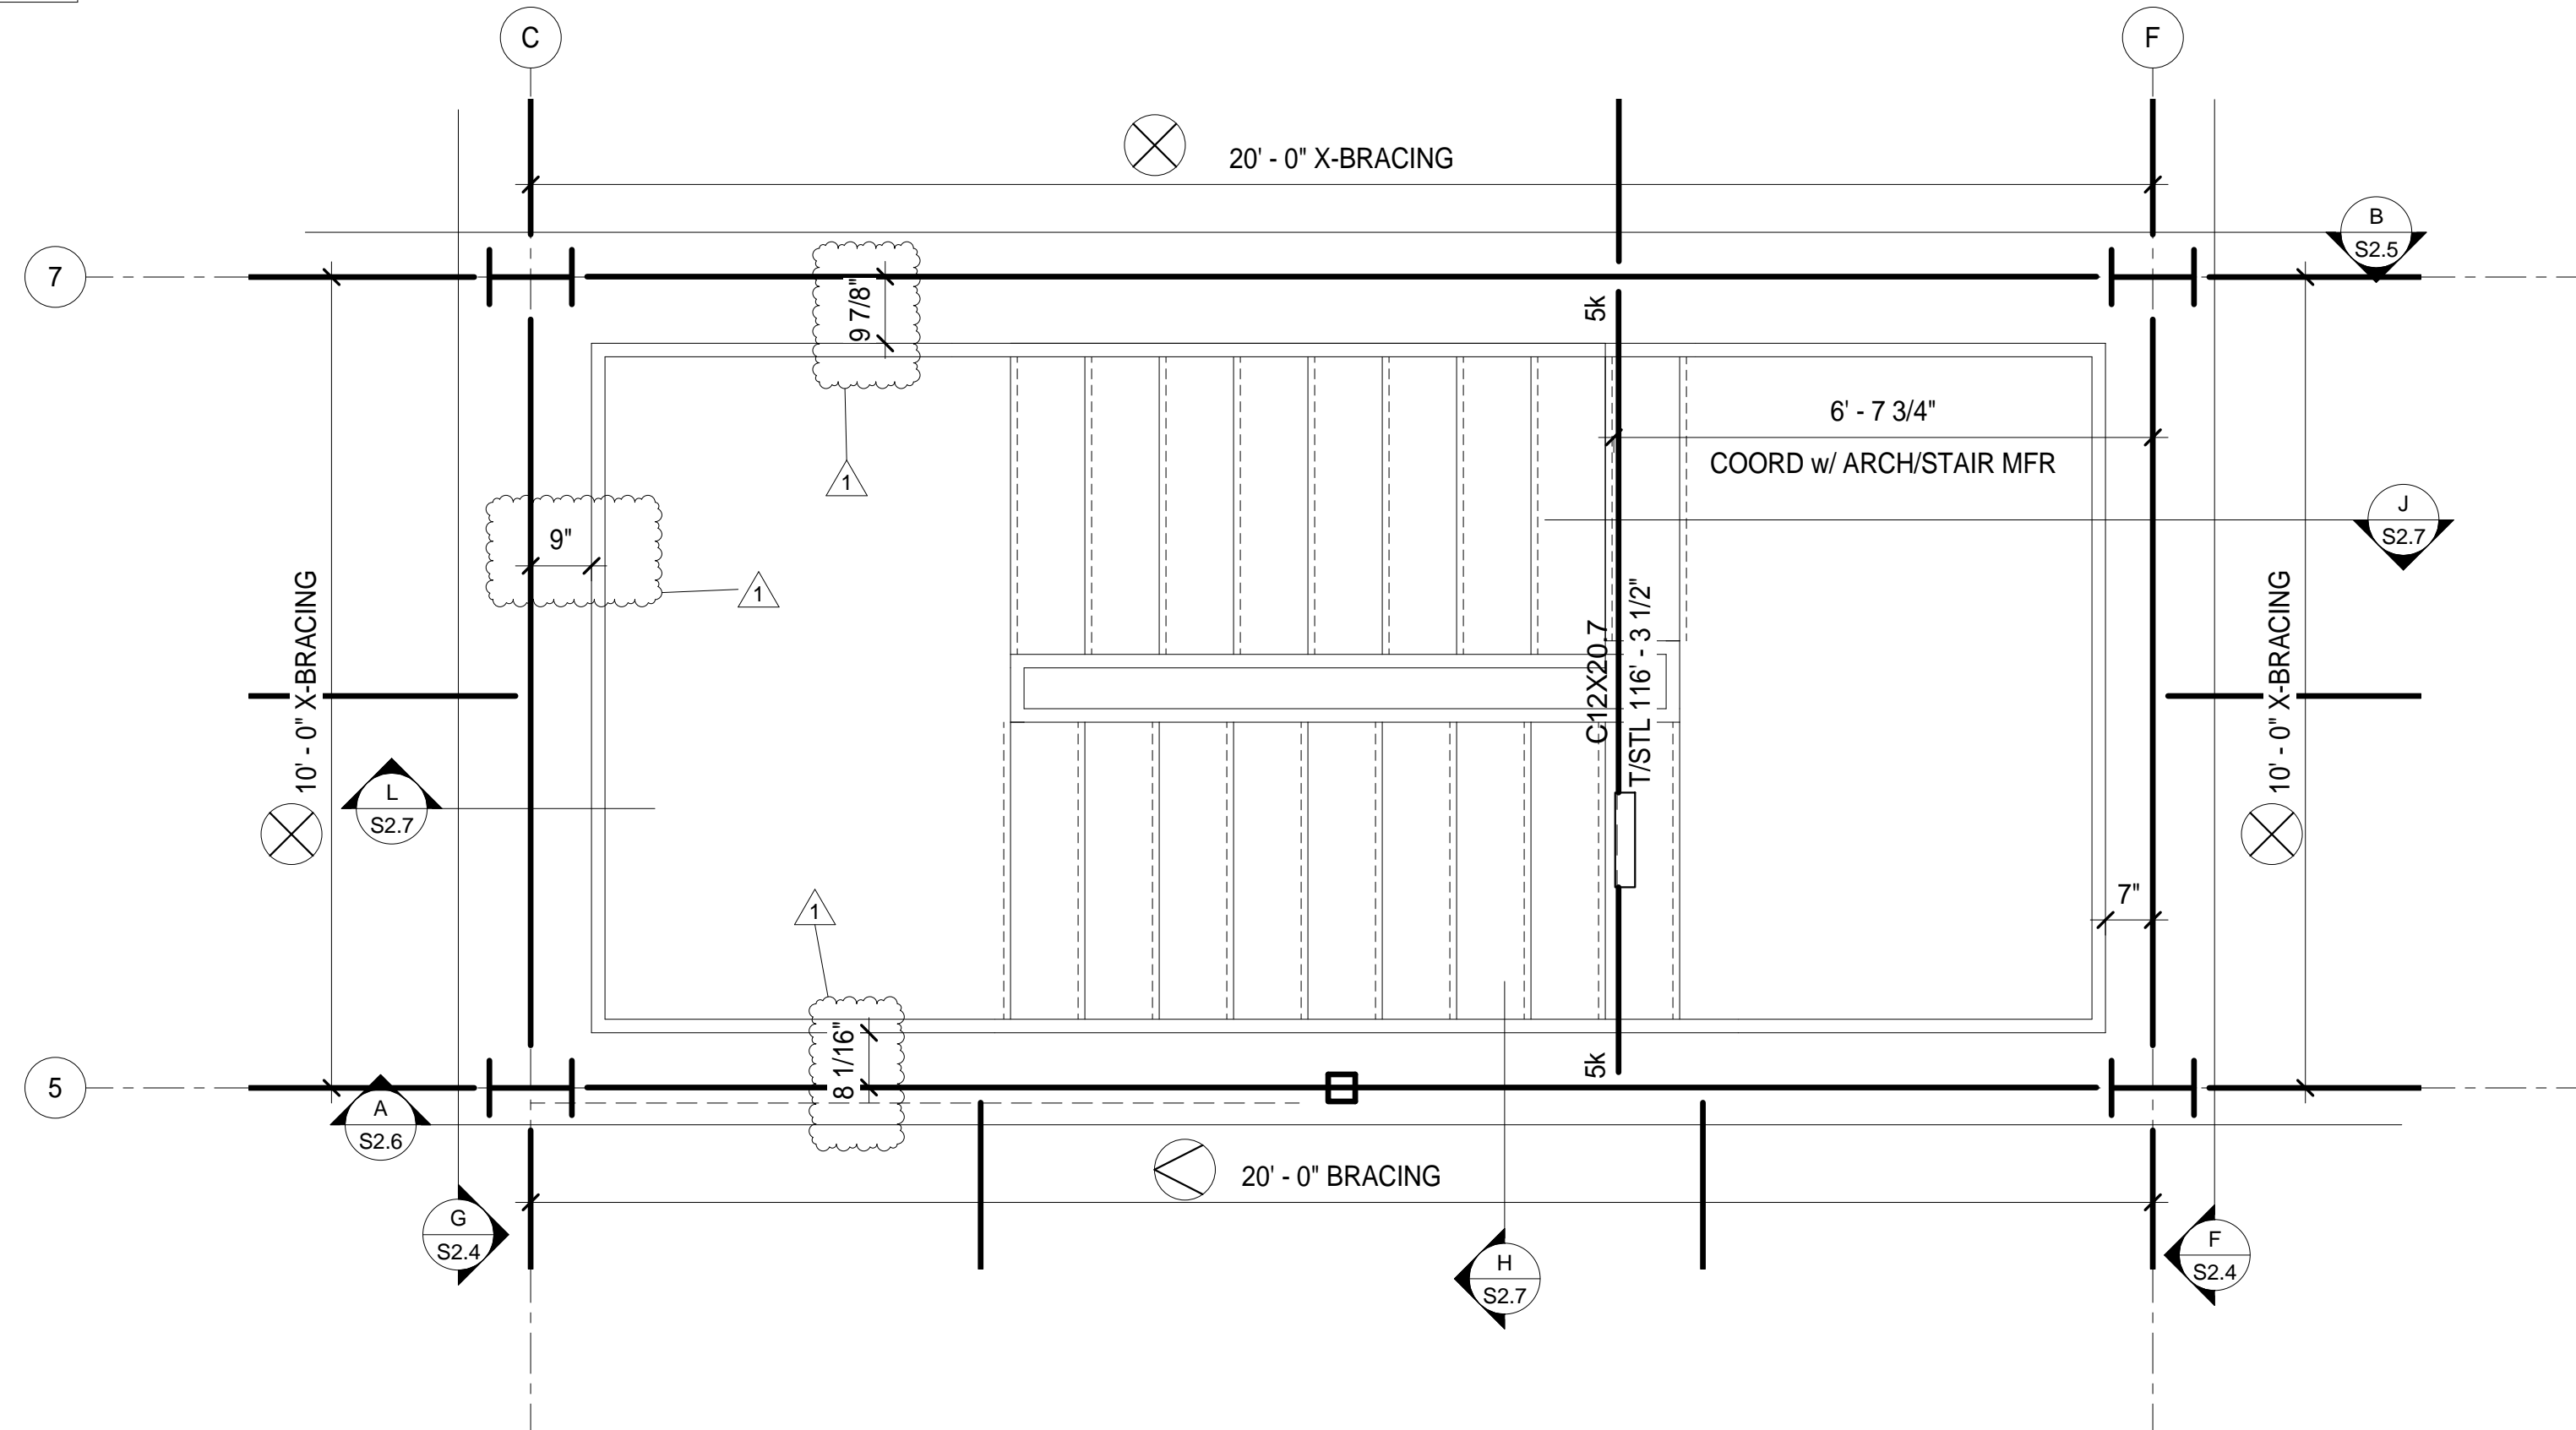 C
F
20' - 0" X-BRACING
B
S2.5
7
9 7/8"
5k
6' - 7 3/4"
COORD w/ ARCH/STAIR MFR
1
J
S2.7
9"
1
10' - 0" X-BRACING
C12X20.7
T/STL 116' - 3 1/2"
10' - 0" X-BRACING
L
S2.7
7"
1
8 1/16"
5k
5
A
S2.6
20' - 0" BRACING
G
S2.4
H
S2.7
F
S2.4